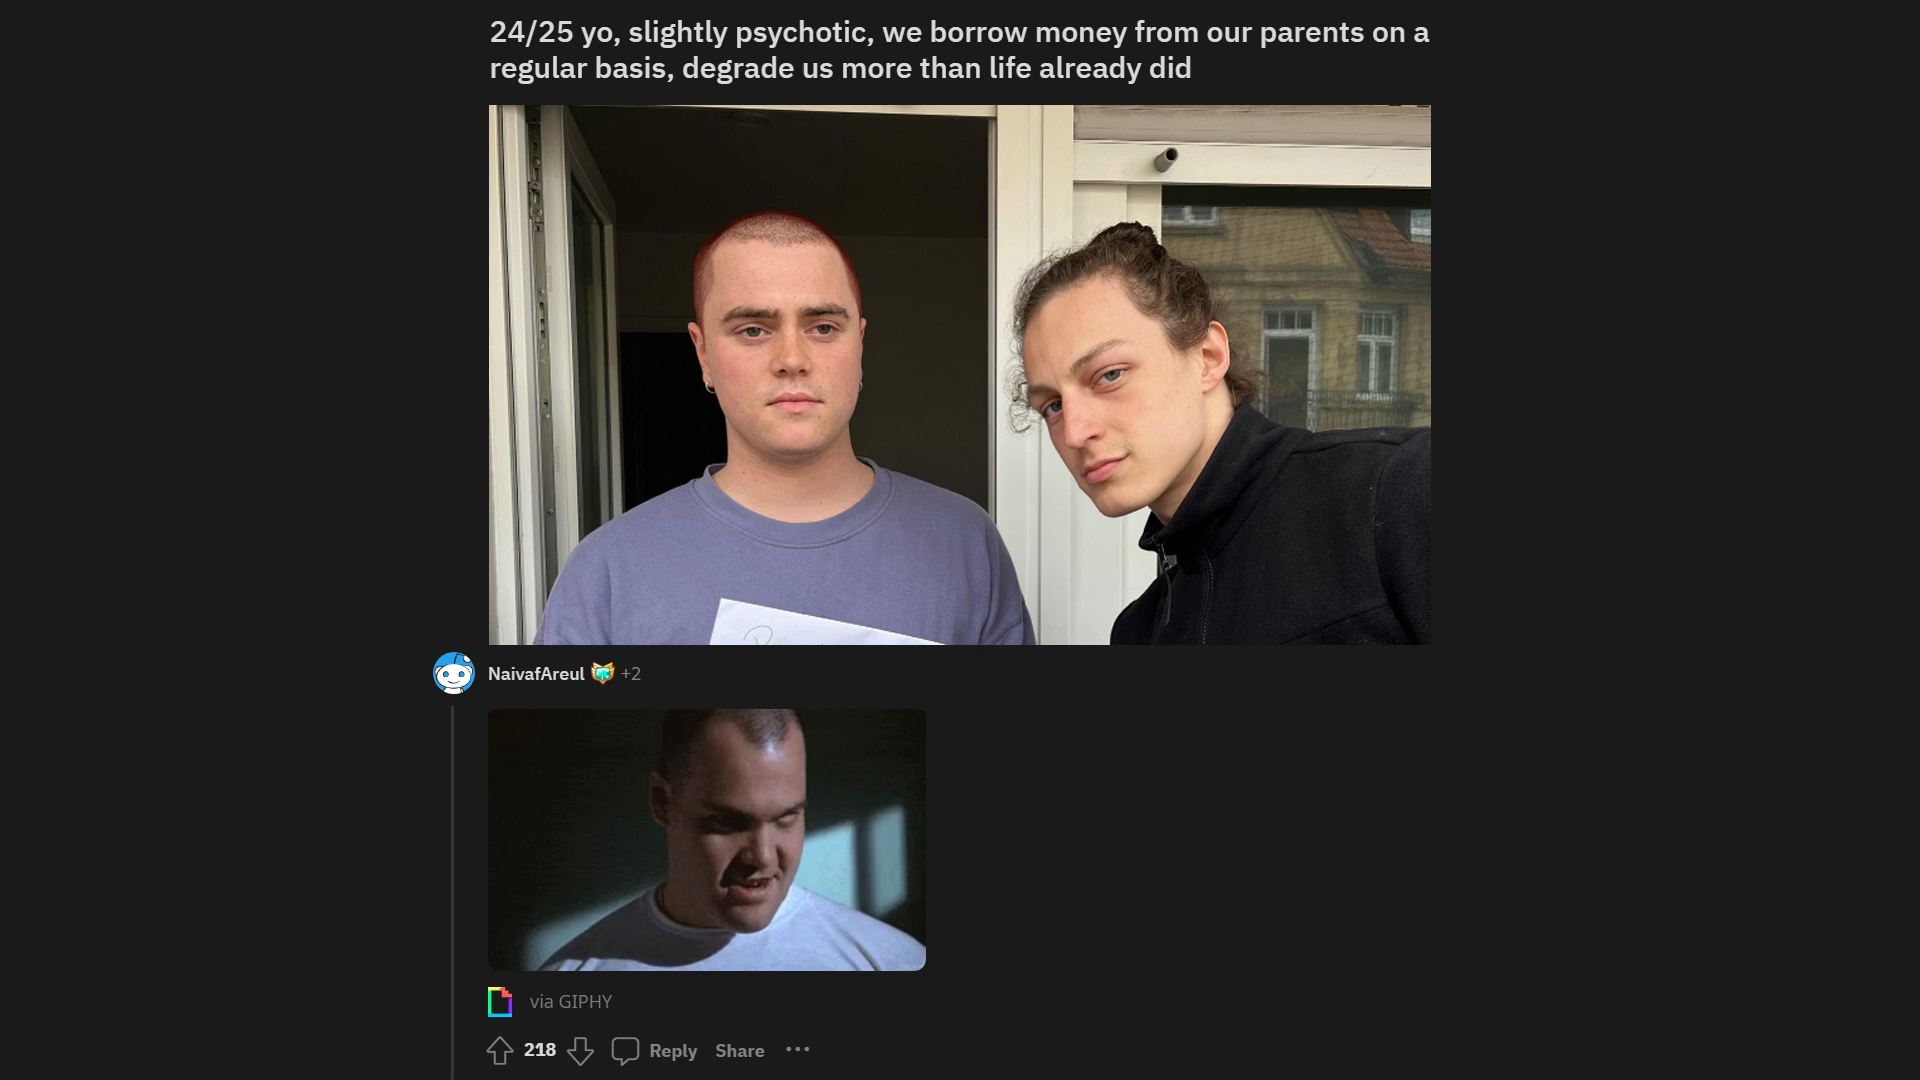 24/25 yo, slightly psychotic, we borrow money from our parents on a
regular basis, degrade us more than life already did
NaivafAreul +2
via GIPHY
218 Reply Share